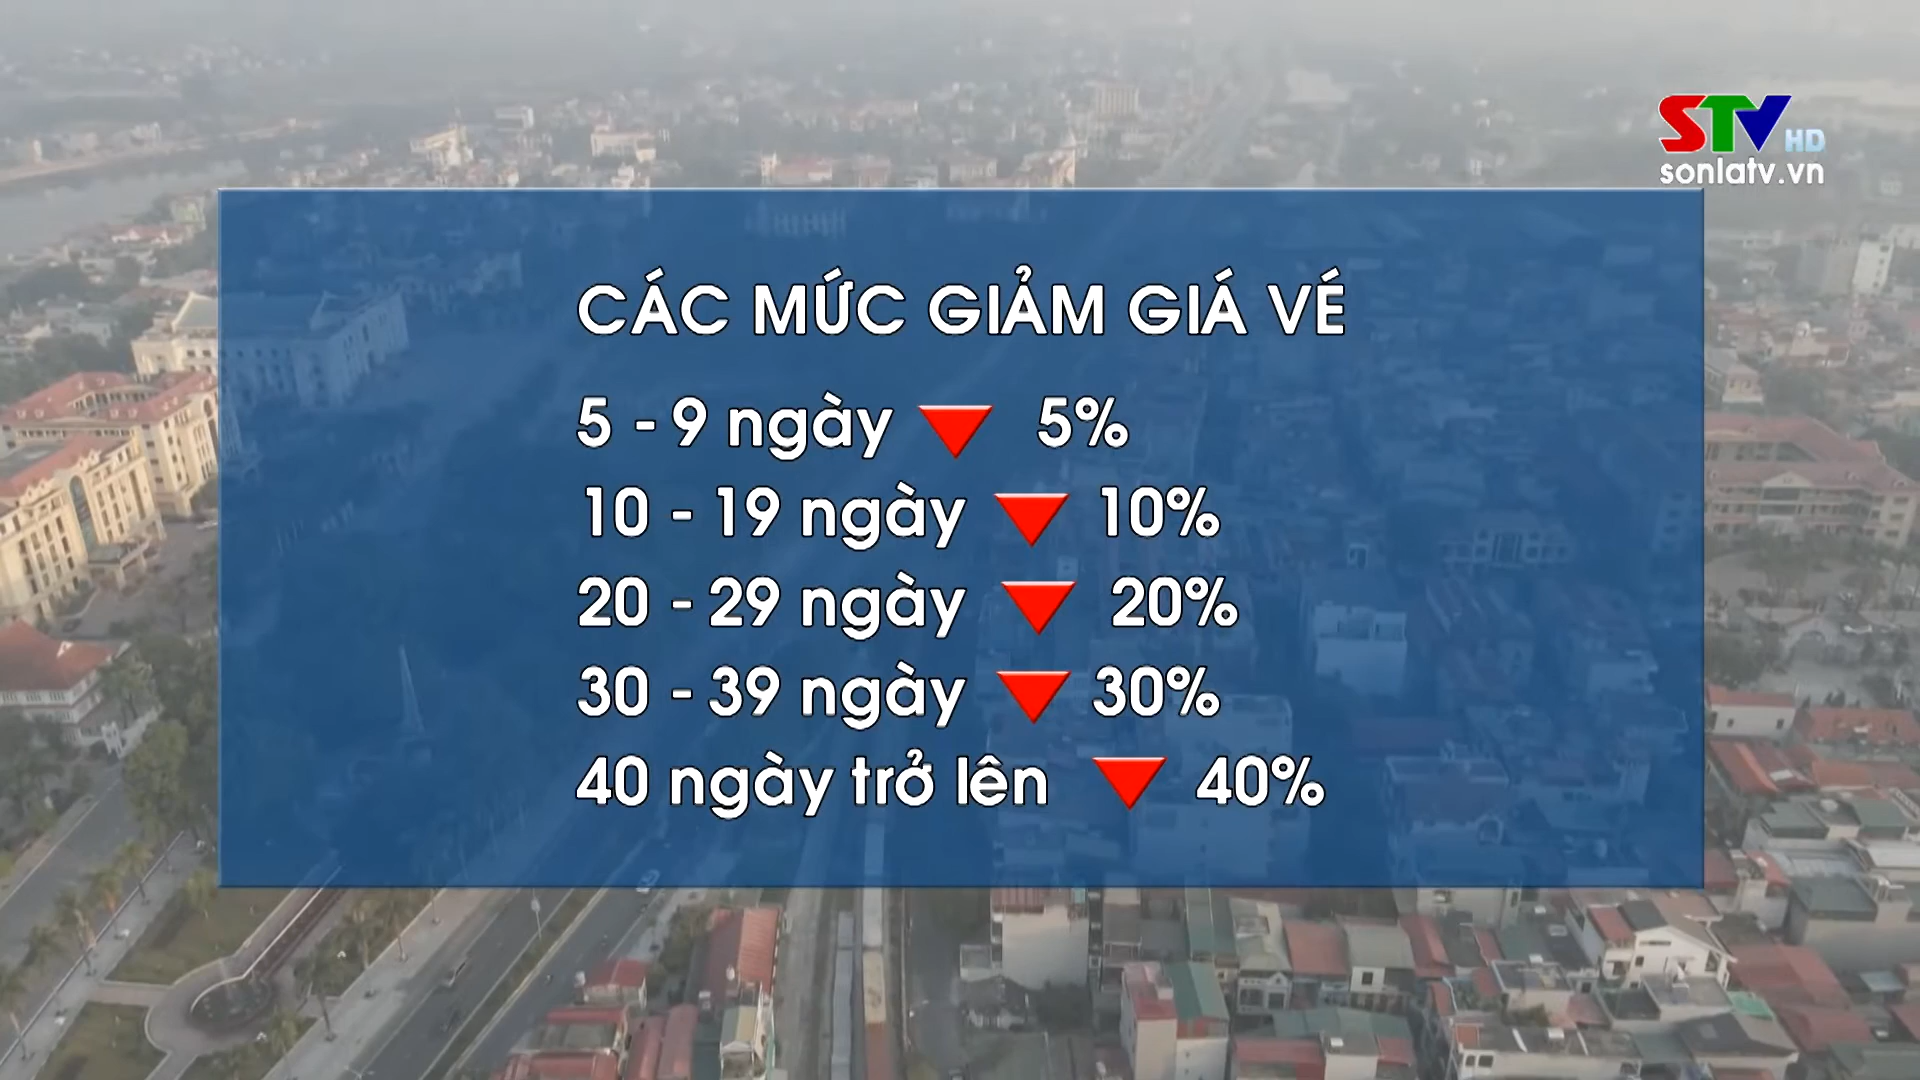 STV HD
sonlatv.vn
CÁC MỨC GIẢM GIÁ VÉ
5 - 9 ngày 5%
10 - 19 ngày 10%
20 - 29 ngày 20%
30 - 39 ngày 30%
40 ngày trở lên 40%